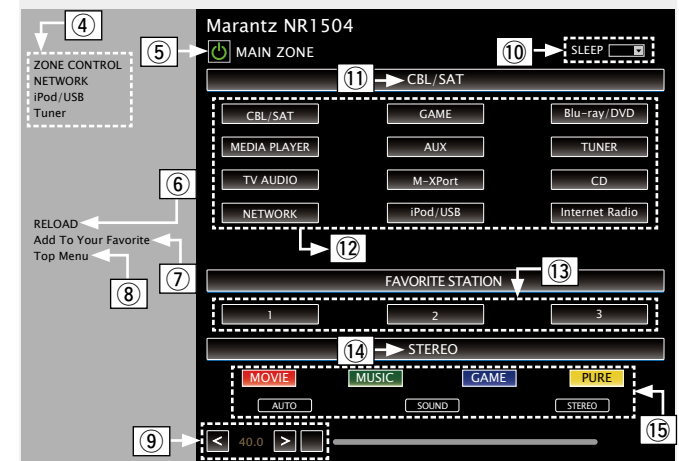 ④
Marantz NR1504
⑤ MAIN ZONE ⑩ SLEEP
ZONE CONTROL
NETWORK
iPod/USB
Tuner
⑪ CBL/SAT
CBL/SAT GAME Blu-ray/DVD
MEDIA PLAYER AUX TUNER
TV AUDIO M-XPort CD
NETWORK iPod/USB Internet Radio
⑥
RELOAD
Add To Your Favorite
Top Menu
⑫
⑦
⑧
FAVORITE STATION ⑬
1 2 3
⑭ STEREO
MOVIE MUSIC GAME PURE
AUTO SOUND STEREO
⑮
⑨ < 40.0 >